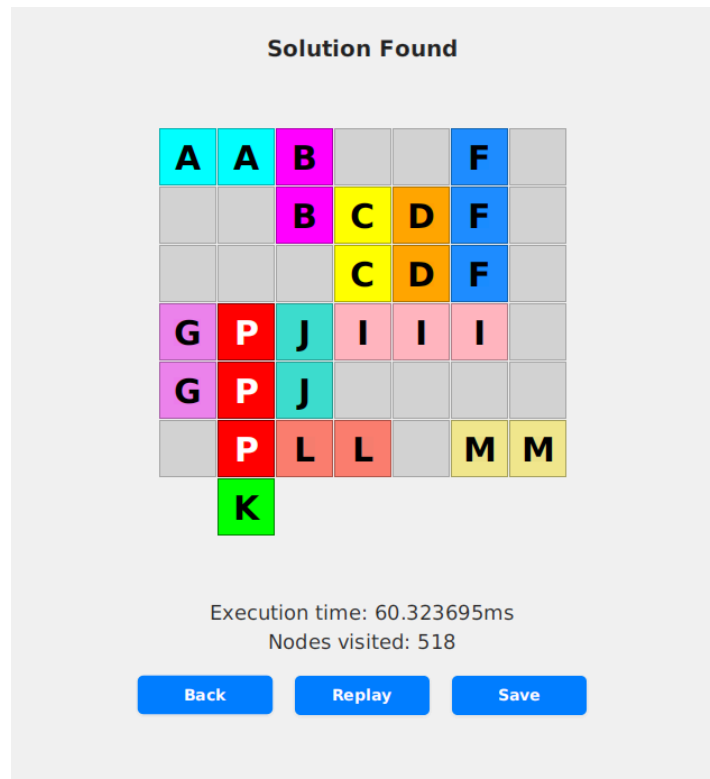 Solution Found
A A B F
B C D F
C D F
G P J I I I
G P J
P L L M M
K
Execution time: 60.323695ms
Nodes visited: 518
Back Replay Save